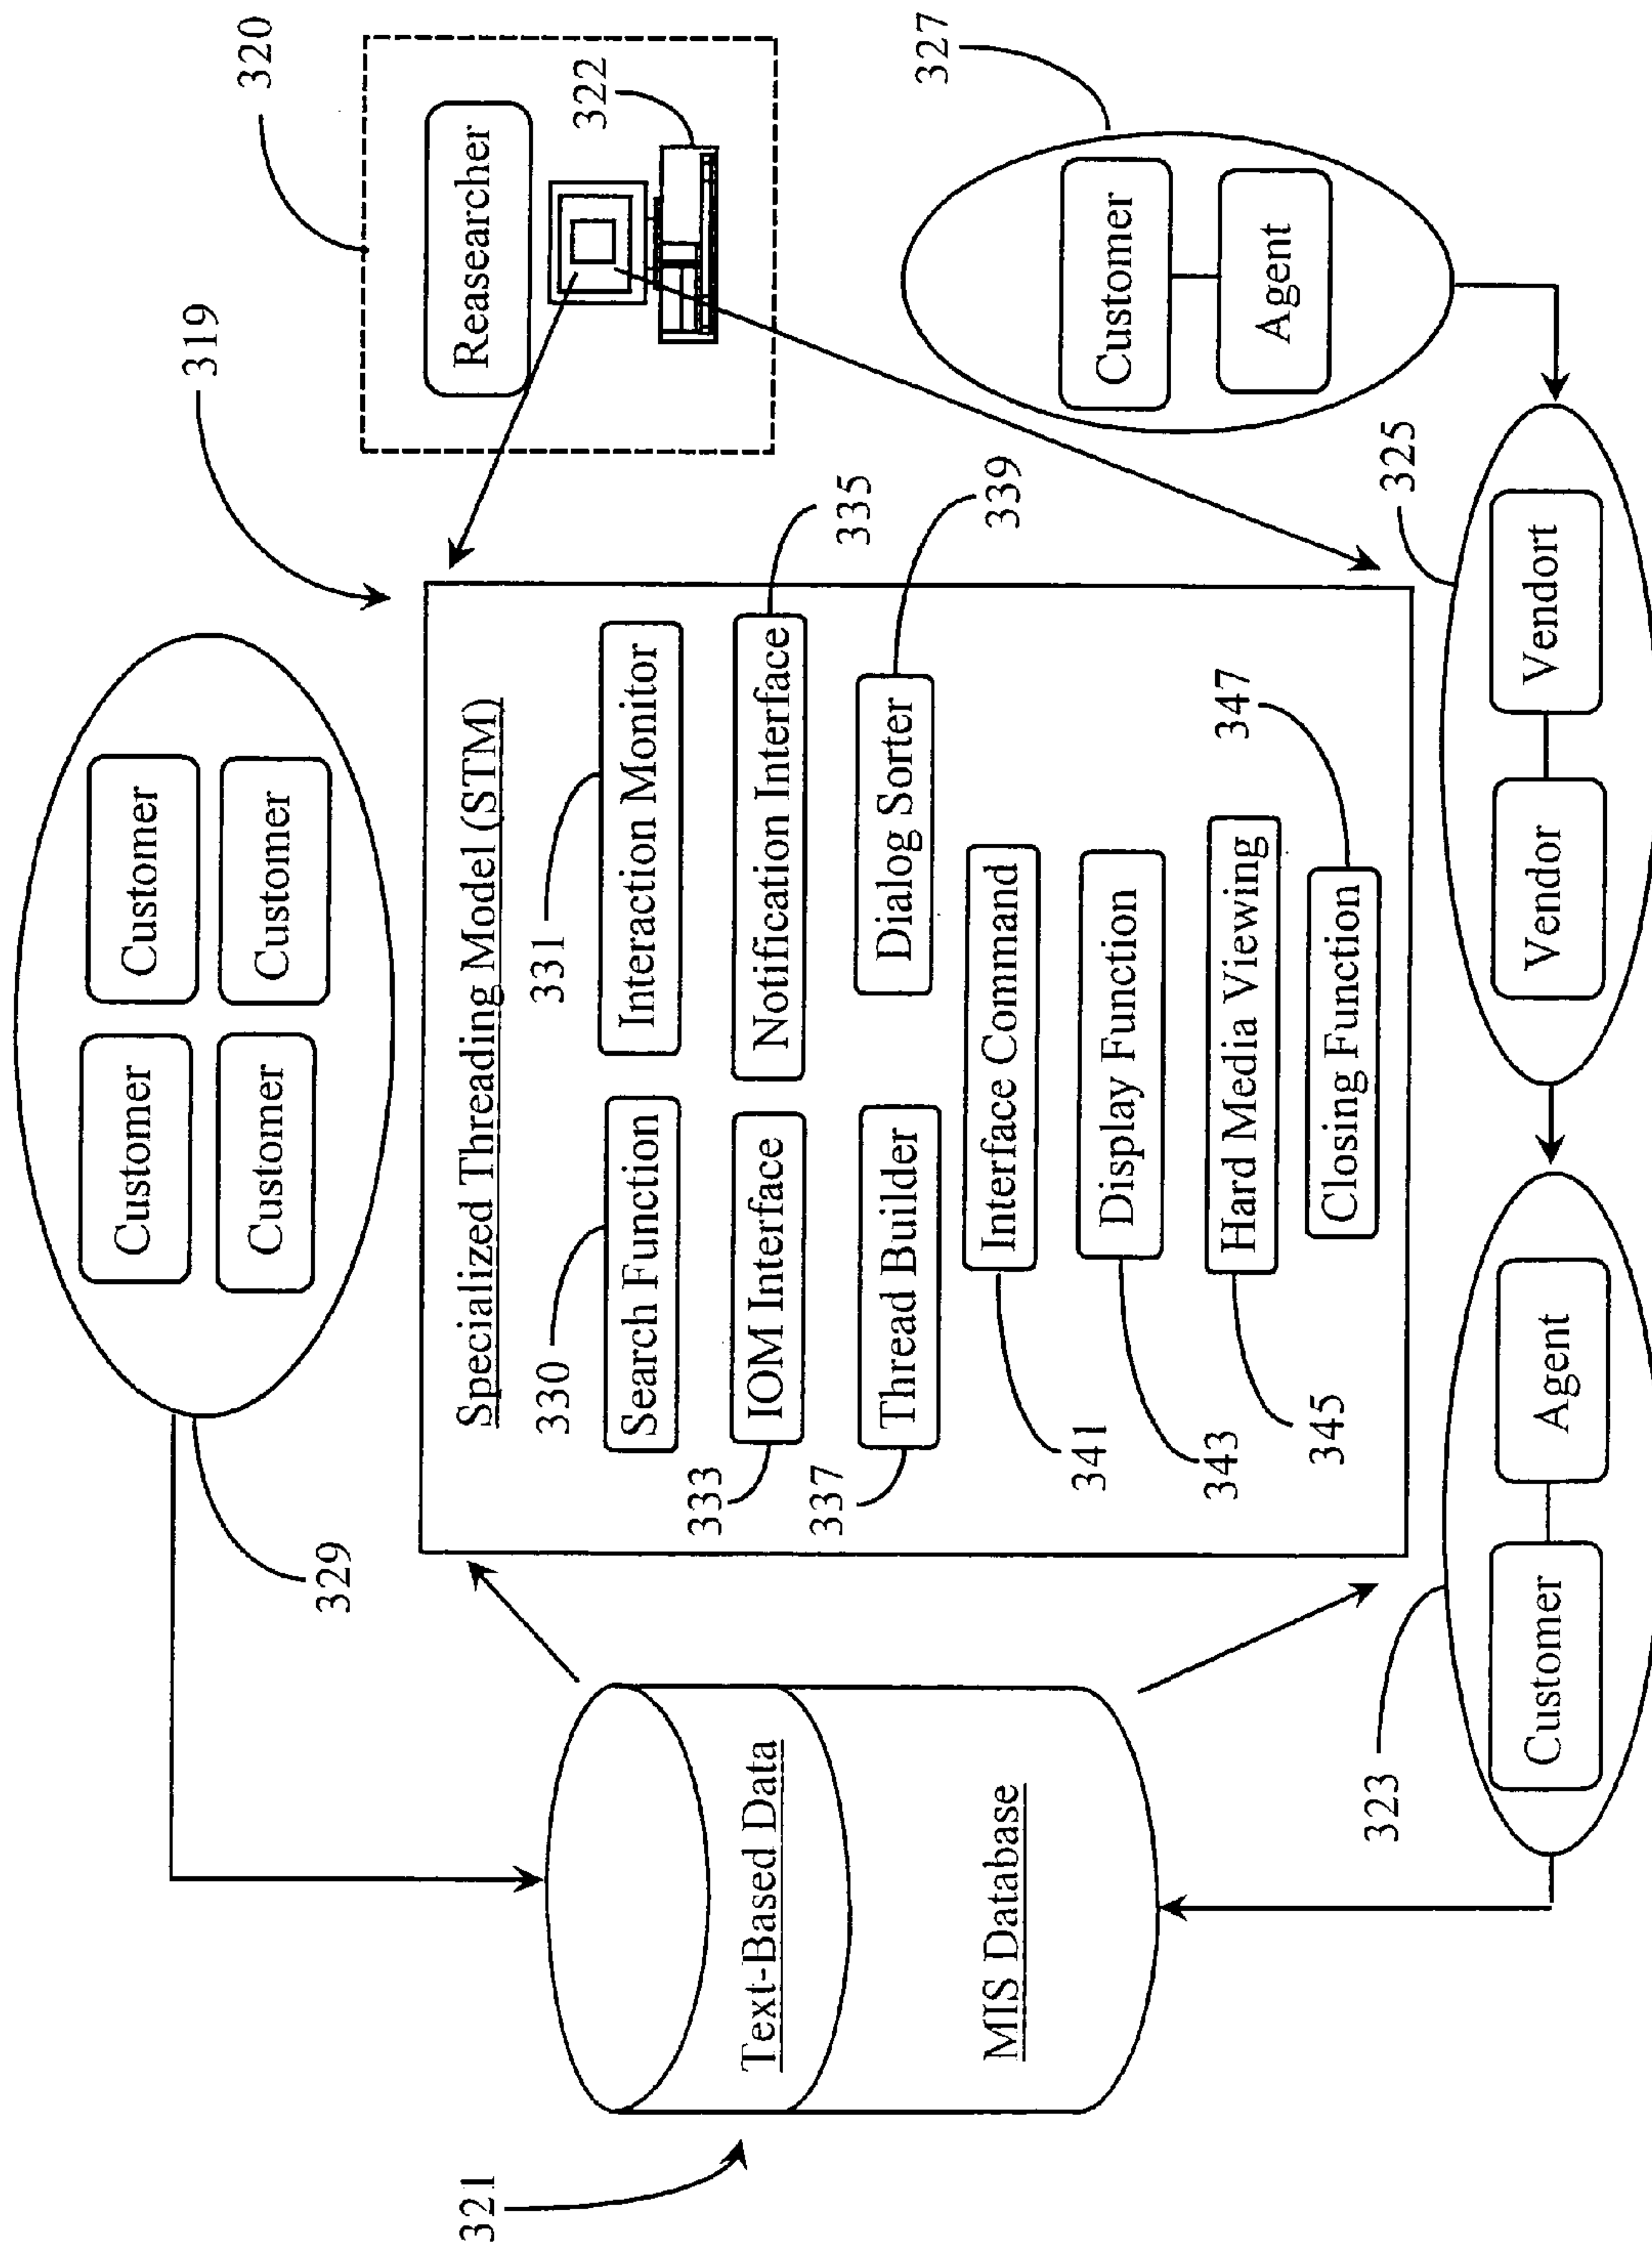 329
Customer
Customer
Customer
Customer
319
320
Reasearcher
322
321
Text-Based Data
MIS Database
Specialized Threading Model (STM)
330
331
Search Function
Interaction Monitor
333
IOM Interface
Notification Interface
335
337
Thread Builder
Dialog Sorter
339
Interface Command
341
Display Function
343
Hard Media Viewing
345
Closing Function
347
327
Customer
Agent
323
Customer
Agent
325
Vendor
Vendort